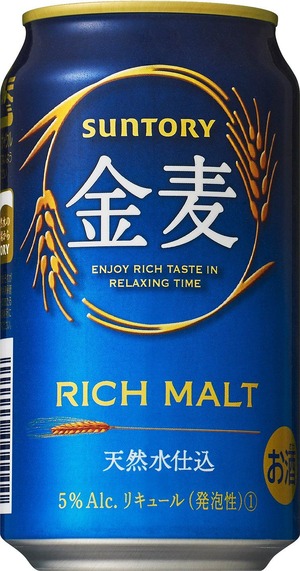 SUNTORY
金麦
ENJOY RICH TASTE IN
RELAXING TIME
RICH MALT
天然水仕込
お酒
5%Alc. リキュール(発泡性)①